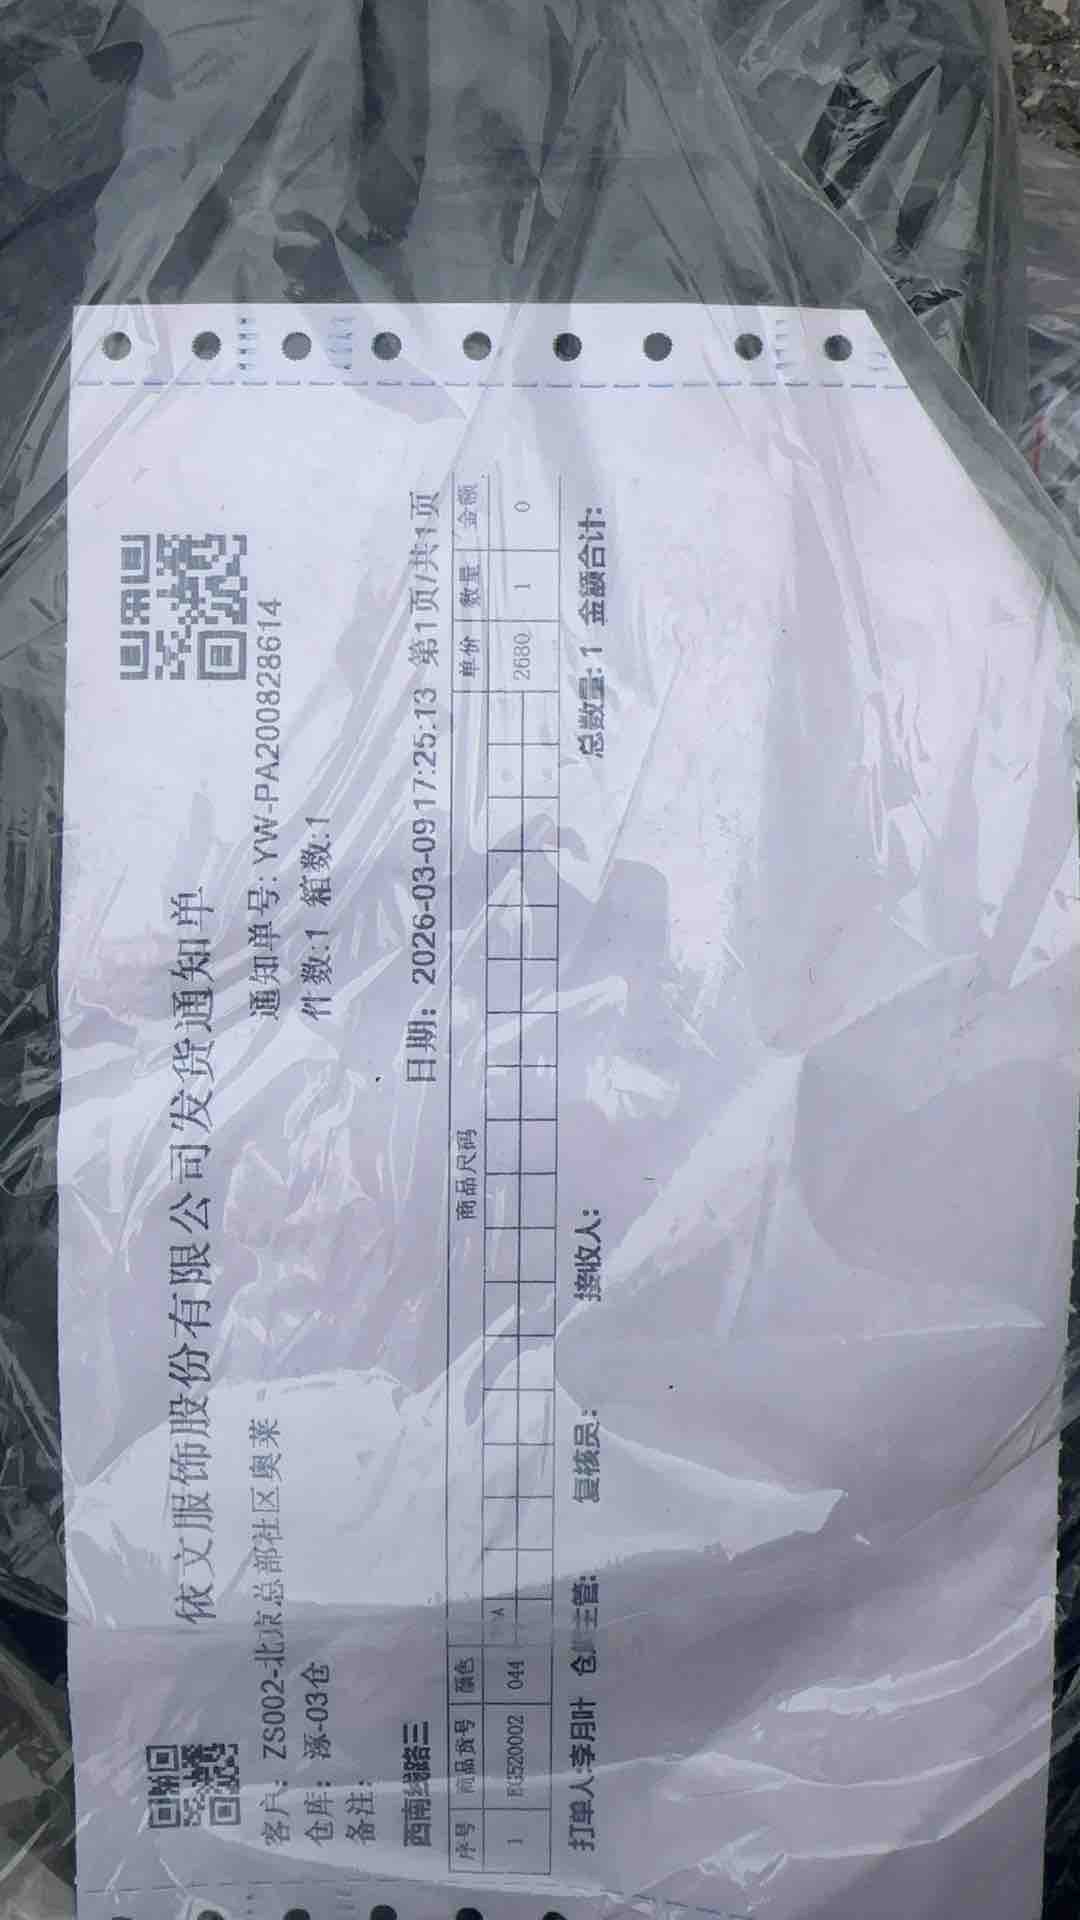 依文服饰股份有限公司发货通知单
客户: ZS002-北京总部社区奥莱
通知单号: YW-PA200828614
仓库: 涿-03仓
件数:1 箱数:1
备注:
西南线路三
日期: 2026-03-09 17:25:13 第1页/共1页
序号 商品货号 颜色 商品尺码 单价 数量 金额
1 EG520002 044 2680 1 0
总数量: 1 金额合计:
打单人:李月叶 仓 主管: 复核员: 接收人: